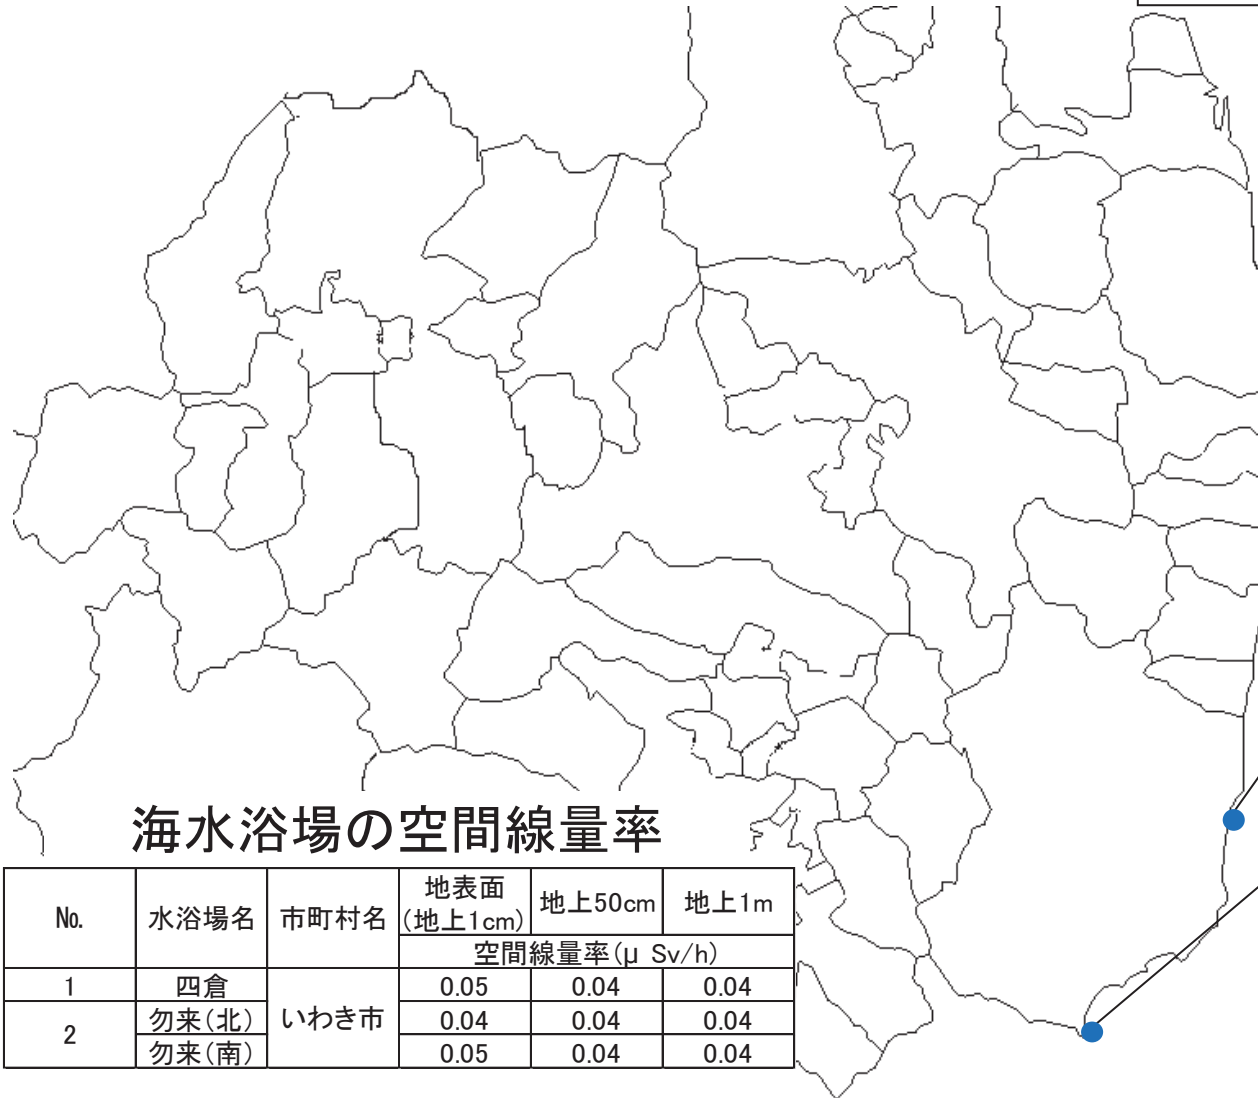 海水浴場の空間線量率
No. 水浴場名 市町村名 地表面(地上1cm) 地上50cm 地上1m
空間線量率(μ Sv/h)
1 四倉 いわき市 0.05 0.04 0.04
2 勿来(北) 0.04 0.04 0.04
勿来(南) 0.05 0.04 0.04